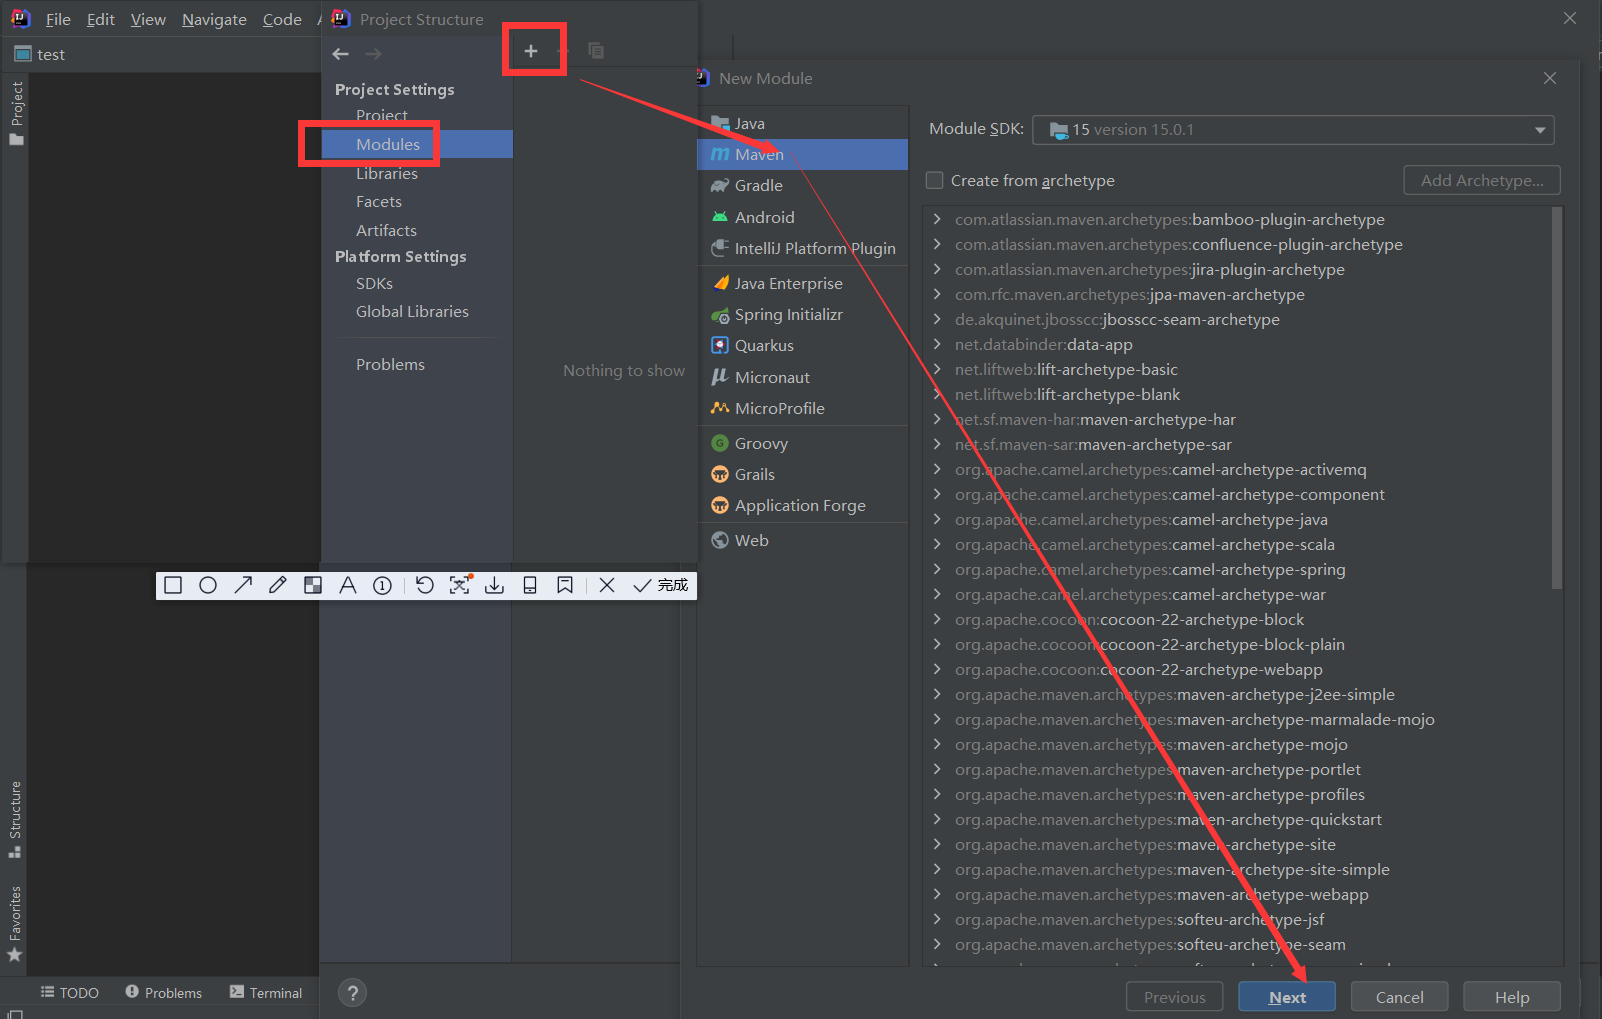 File Edit View Navigate Code
Project Structure
test
Project
Structure
Favorites
Project Settings
Project
Modules
Libraries
Facets
Artifacts
Platform Settings
SDKs
Global Libraries
Problems
Nothing to show
完成
TODO Problems Terminal
New Module
Java
Maven
Gradle
Android
IntelliJ Platform Plugin
Java Enterprise
Spring Initializr
Quarkus
Micronaut
MicroProfile
Groovy
Grails
Application Forge
Web
Module SDK: 15 version 15.0.1
Create from archetype Add Archetype...
com.atlassian.maven.archetypes:bamboo-plugin-archetype
com.atlassian.maven.archetypes:confluence-plugin-archetype
com.atlassian.maven.archetypes:jira-plugin-archetype
com.rfc.maven.archetypes:jpa-maven-archetype
de.akquinet.jbosscc:jbosscc-seam-archetype
net.databinder:data-app
net.liftweb:lift-archetype-basic
net.liftweb:lift-archetype-blank
net.sf.maven-har:maven-archetype-har
net.sf.maven-sar:maven-archetype-sar
org.apache.camel.archetypes:camel-archetype-activemq
org.apache.camel.archetypes:camel-archetype-component
org.apache.camel.archetypes:camel-archetype-java
org.apache.camel.archetypes:camel-archetype-scala
org.apache.camel.archetypes:camel-archetype-spring
org.apache.camel.archetypes:camel-archetype-war
org.apache.cocoon:cocoon-22-archetype-block
org.apache.cocoon:cocoon-22-archetype-block-plain
org.apache.cocoon:cocoon-22-archetype-webapp
org.apache.maven.archetypes:maven-archetype-j2ee-simple
org.apache.maven.archetypes:maven-archetype-marmalade-mojo
org.apache.maven.archetypes:maven-archetype-mojo
org.apache.maven.archetypes:maven-archetype-portlet
org.apache.maven.archetypes:maven-archetype-profiles
org.apache.maven.archetypes:maven-archetype-quickstart
org.apache.maven.archetypes:maven-archetype-site
org.apache.maven.archetypes:maven-archetype-site-simple
org.apache.maven.archetypes:maven-archetype-webapp
org.apache.maven.archetypes:softeu-archetype-jsf
org.apache.maven.archetypes:softeu-archetype-seam
Previous Next Cancel Help